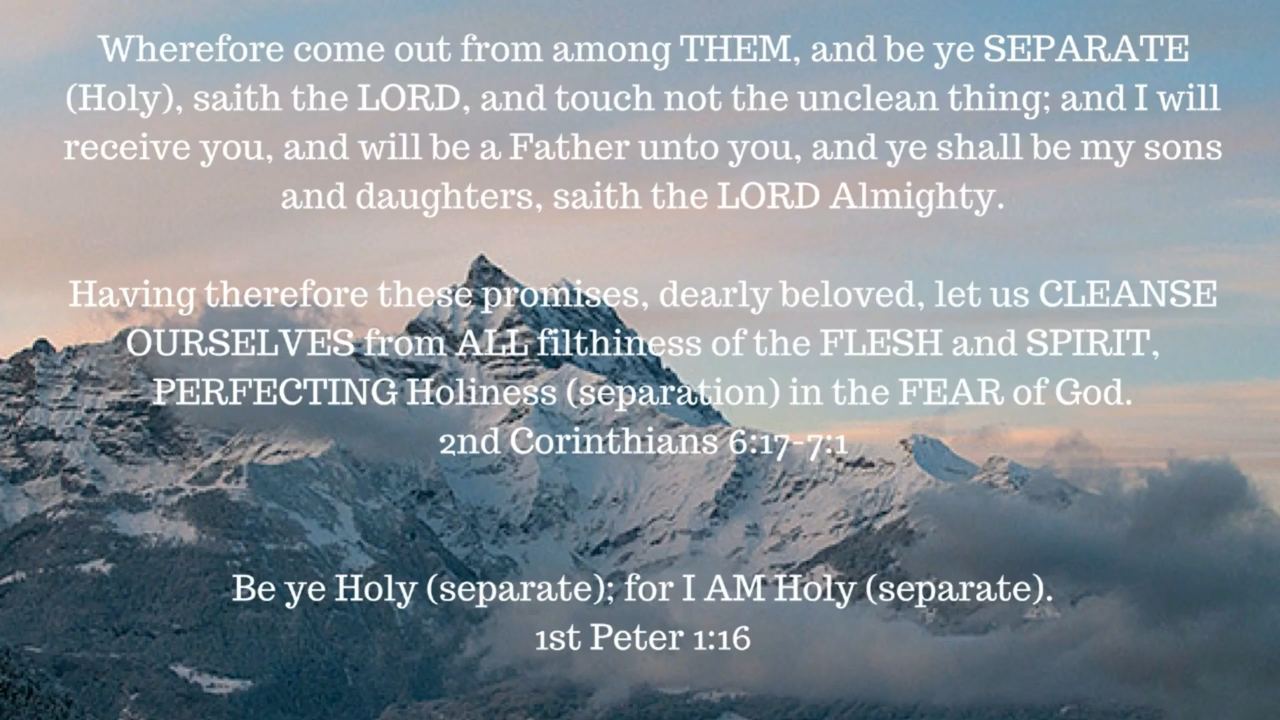 Wherefore come out from among THEM, and be ye SEPARATE
(Holy), saith the LORD, and touch not the unclean thing; and I will
receive you, and will be a Father unto you, and ye shall be my sons
and daughters, saith the LORD Almighty.
Having therefore these promises, dearly beloved, let us CLEANSE
OURSELVES from ALL filthiness of the FLESH and SPIRIT,
PERFECTING Holiness (separation) in the FEAR of God.
2nd Corinthians 6:17-7:1
Be ye Holy (separate); for I AM Holy (separate).
1st Peter 1:16